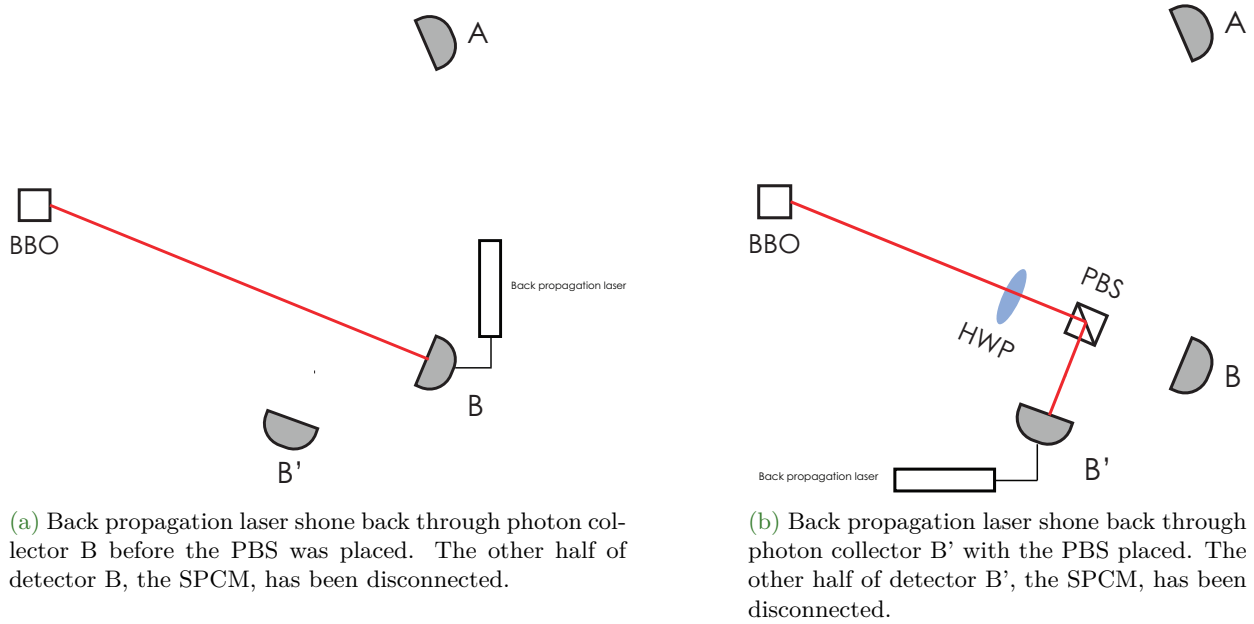 A
BBO
Back propagation laser
B
B'
(a) Back propagation laser shone back through photon col-
lector B before the PBS was placed. The other half of
detector B, the SPCM, has been disconnected.
A
BBO
PBS
HWP
B
B'
Back propagation laser
(b) Back propagation laser shone back through
photon collector B' with the PBS placed. The
other half of detector B', the SPCM, has been
disconnected.